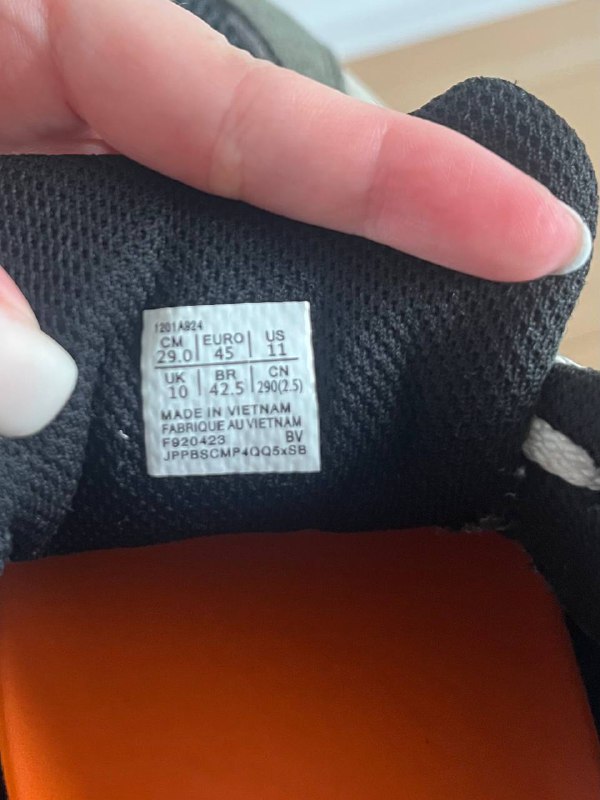 1201A924
CM EURO US
29.0 45 11
UK BR CN
10 42.5 290(2.5)
MADE IN VIETNAM
FABRIQUE AU VIETNAM
F920423 BV
JPPBSCMP4QQ5xSB